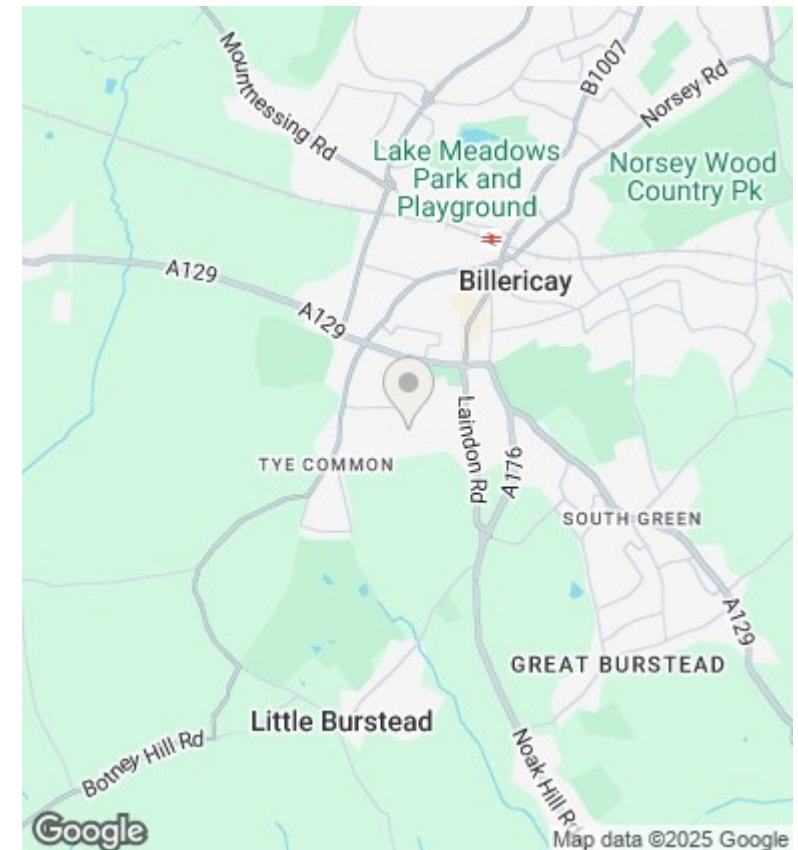 Mountnessing Rd
B1007
Norsey Rd
Lake Meadows
Park and
Playground
Norsey Wood
Country Pk
A129
Billericay
A129
Laindon Rd
A176
TYE COMMON
SOUTH GREEN
A129
GREAT BURSTEAD
Little Burstead
Botney Hill Rd
Noak Hill Rd
Google
Map data ©2025 Google